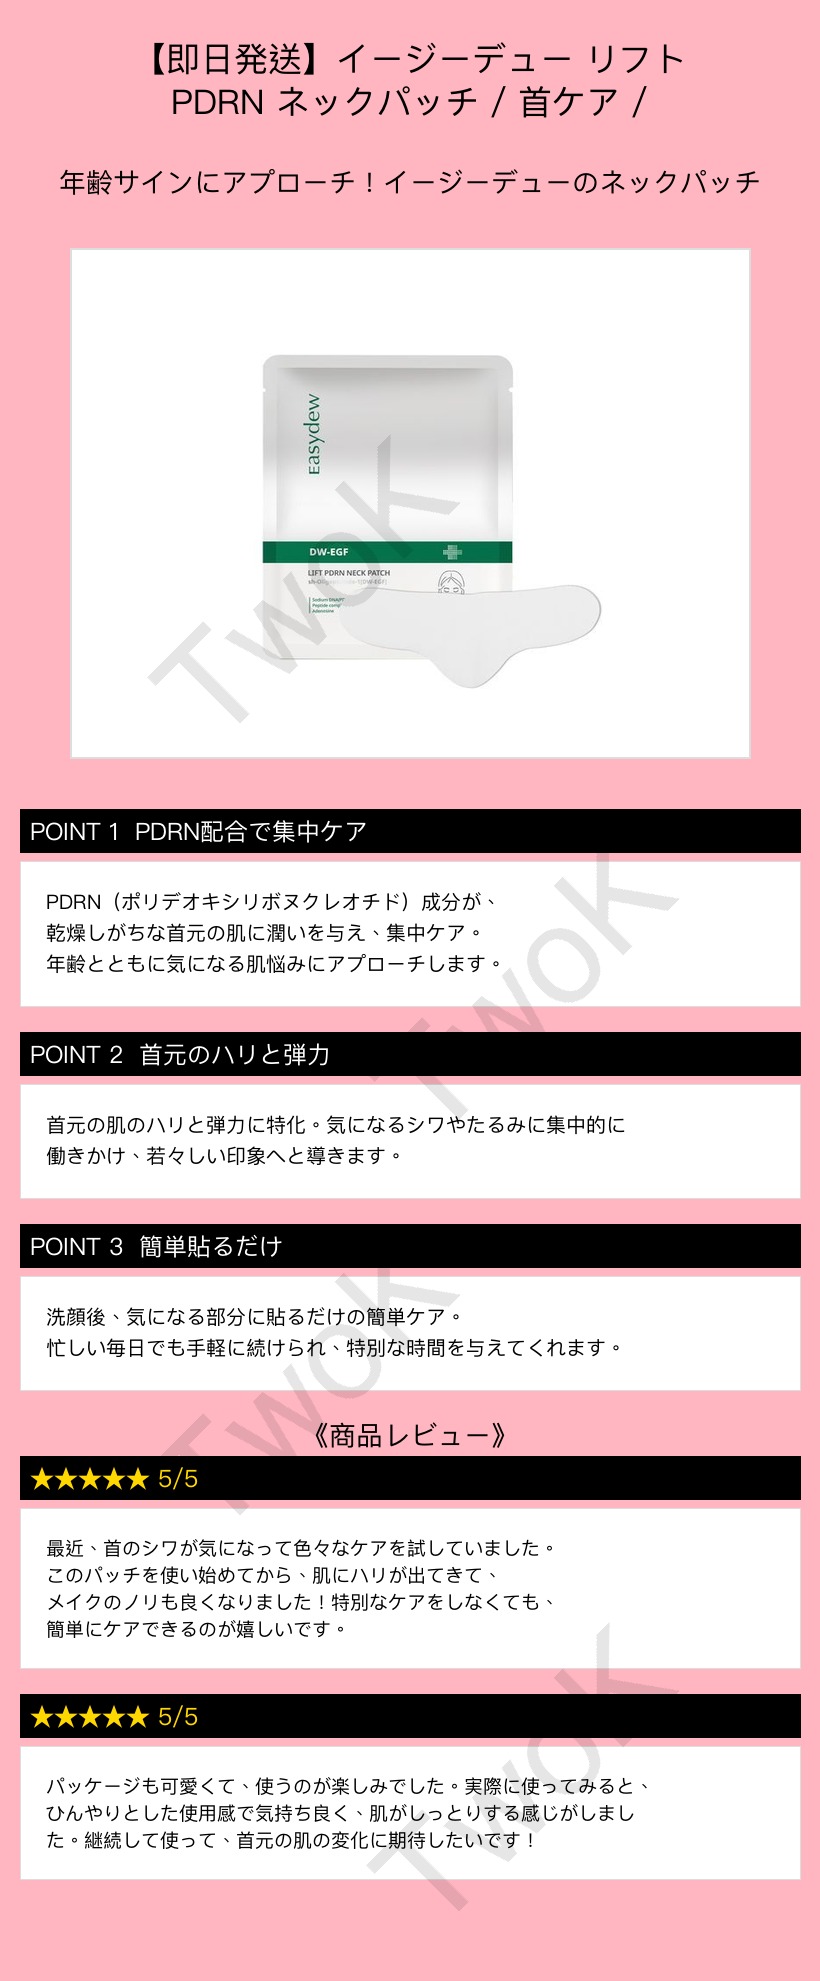 【即日発送】イージーデュー リフト
PDRN ネックパッチ / 首ケア /
年齢サインにアプローチ！イージーデューのネックパッチ
Easydew
DW-EGF
LIFT PDRN NECK PATCH
Peptide
Adenosine
Twok
POINT 1 PDRN配合で集中ケア
PDRN（ポリデオキシリボヌクレオチド）成分が、
乾燥しがちな首元の肌に潤いを与え、集中ケア。
年齢とともに気になる肌悩みにアプローチします。
Twok
POINT 2 首元のハリと弾力
首元の肌のハリと弾力に特化。気になるシワやたるみに集中的に
働きかけ、若々しい印象へと導きます。
POINT 3 簡単貼るだけ
洗顔後、気になる部分に貼るだけの簡単ケア。
忙しい毎日でも手軽に続けられ、特別な時間を与えてくれます。
Twok
《商品レビュー》
★★★★★ 5/5
最近、首のシワが気になって色々なケアを試していました。
このパッチを使い始めてから、肌にハリが出てきて、
メイクのノリも良くなりました！特別なケアをしなくても、
簡単にケアできるのが嬉しいです。
★★★★★ 5/5
パッケージも可愛くて、使うのが楽しみでした。実際に使ってみると、
ひんやりとした使用感で気持ち良く、肌がしっとりする感じがしまし
た。継続して使って、首元の肌の変化に期待したいです！
Twok